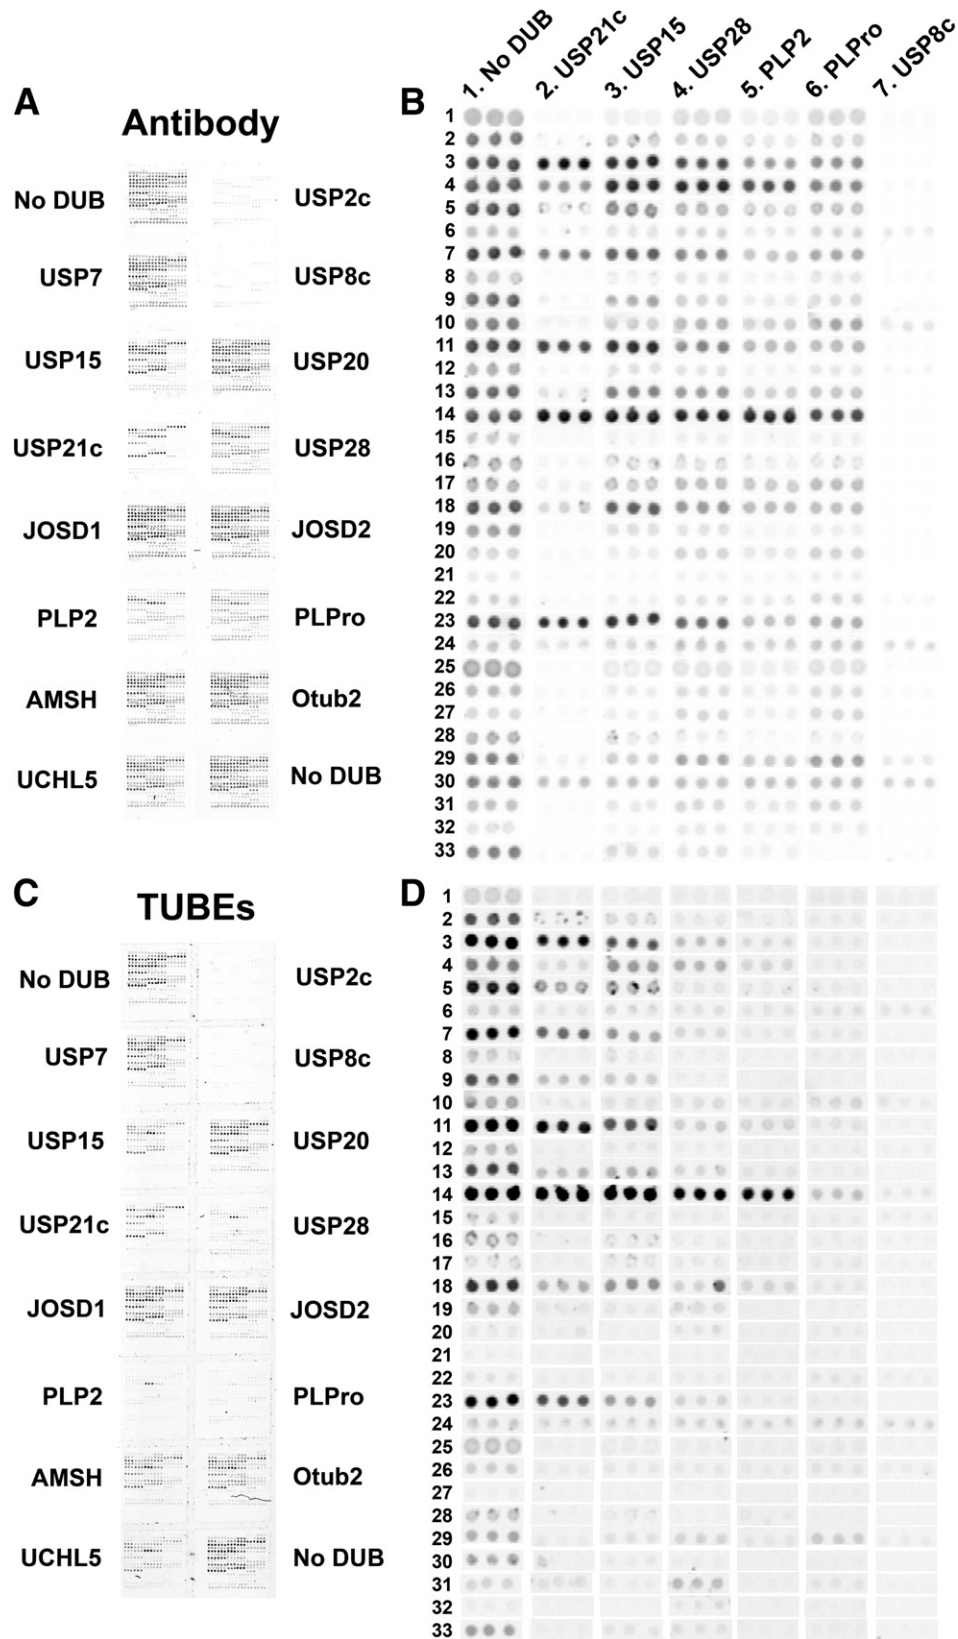 A
Antibody
No DUB
USP2c
USP7
USP8c
USP15
USP20
USP21c
USP28
JOSD1
JOSD2
PLP2
PLPro
AMSH
Otub2
UCHL5
No DUB
B
1. No DUB
2. USP21c
3. USP15
4. USP28
5. PLP2
6. PLPro
7. USP8c
1
2
3
4
5
6
7
8
9
10
11
12
13
14
15
16
17
18
19
20
21
22
23
24
25
26
27
28
29
30
31
32
33
C
TUBEs
No DUB
USP2c
USP7
USP8c
USP15
USP20
USP21c
USP28
JOSD1
JOSD2
PLP2
PLPro
AMSH
Otub2
UCHL5
No DUB
D
1
2
3
4
5
6
7
8
9
10
11
12
13
14
15
16
17
18
19
20
21
22
23
24
25
26
27
28
29
30
31
32
33